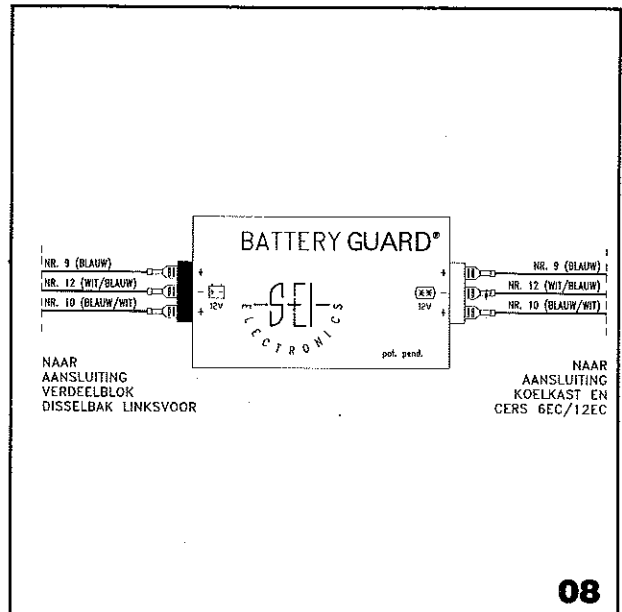 BATTERY GUARD®
NR. 9 (BLAUW)
NR. 12 (WIT/BLAUW)
NR. 10 (BLAUW/WIT)
+
-
+
12V
SEI
ELECTRONICS
+
-
+
12V
pat. pend.
NR. 9 (BLAUW)
NR. 12 (WIT/BLAUW)
NR. 10 (BLAUW/WIT)
NAAR
AANSLUITING
VERDEELBLOK
DISSELBAK LINKSVOOR
NAAR
AANSLUITING
KOELKAST EN
CERS 6EC/12EC
08